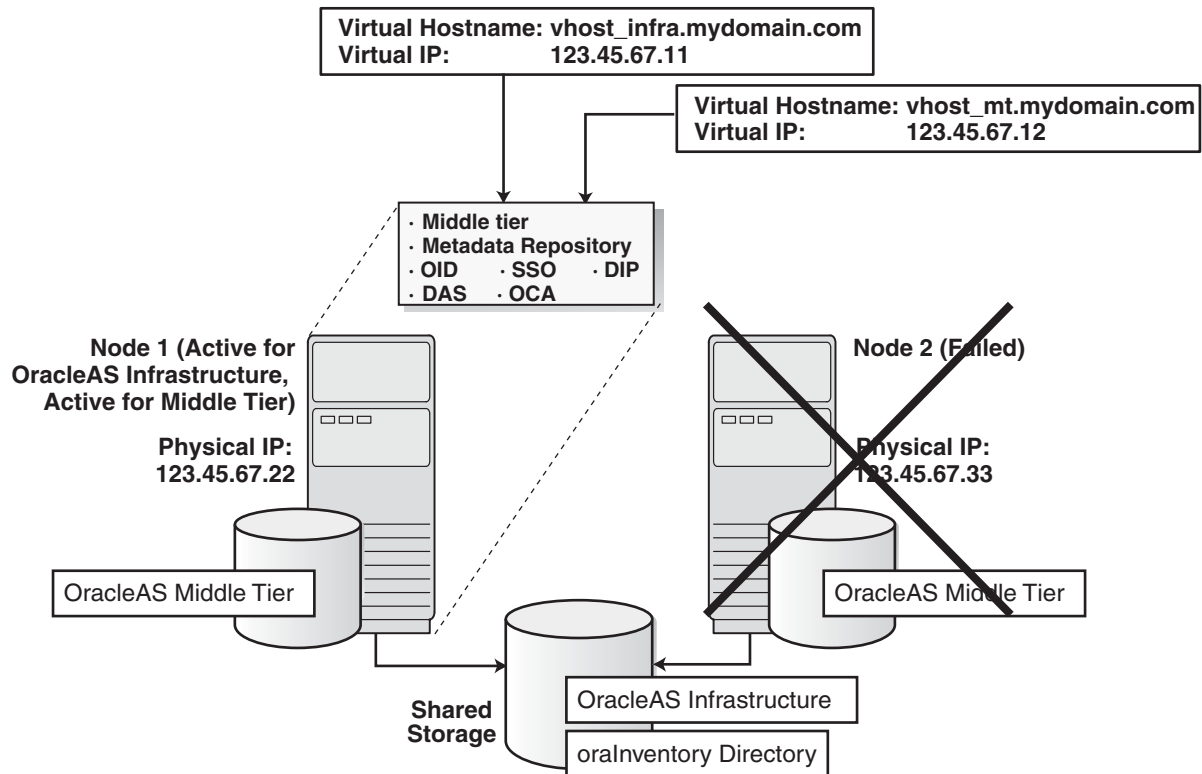 Virtual Hostname: vhost_infra.mydomain.com
Virtual IP: 123.45.67.11
Virtual Hostname: vhost_mt.mydomain.com
Virtual IP: 123.45.67.12
· Middle tier
· Metadata Repository
· OID · SSO · DIP
· DAS · OCA
Node 1 (Active for
OracleAS Infrastructure,
Active for Middle Tier)
Physical IP:
123.45.67.22
Node 2 (Failed)
Physical IP:
123.45.67.33
OracleAS Middle Tier
OracleAS Middle Tier
Shared
Storage
OracleAS Infrastructure
oraInventory Directory